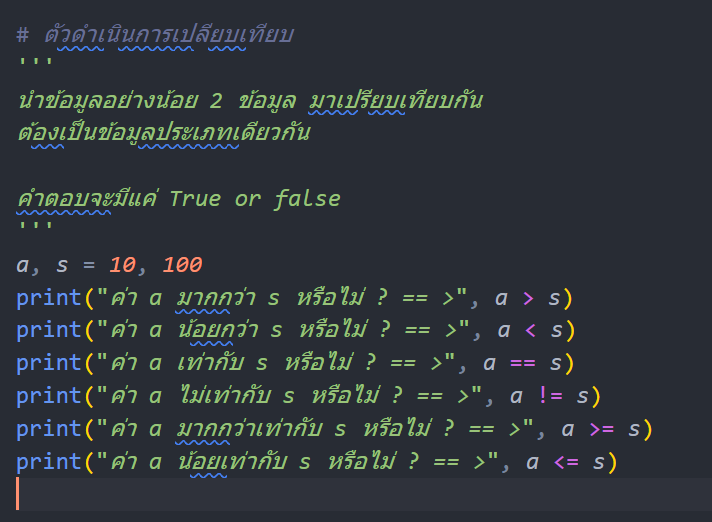 # ตัวดำเนินการเปลียบเทียบ
'''
นำข้อมูลอย่างน้อย 2 ข้อมูล มาเปรียบเทียบกัน
ต้องเป็นข้อมูลประเภทเดียวกัน
คำตอบจะมีแค่ True or false
'''
a, s = 10, 100
print("ค่า a มากกว่า s หรือไม่ ? == >", a > s)
print("ค่า a น้อยกว่า s หรือไม่ ? == >", a < s)
print("ค่า a เท่ากับ s หรือไม่ ? == >", a == s)
print("ค่า a ไม่เท่ากับ s หรือไม่ ? == >", a != s)
print("ค่า a มากกว่าเท่ากับ s หรือไม่ ? == >", a >= s)
print("ค่า a น้อยเท่ากับ s หรือไม่ ? == >", a <= s)